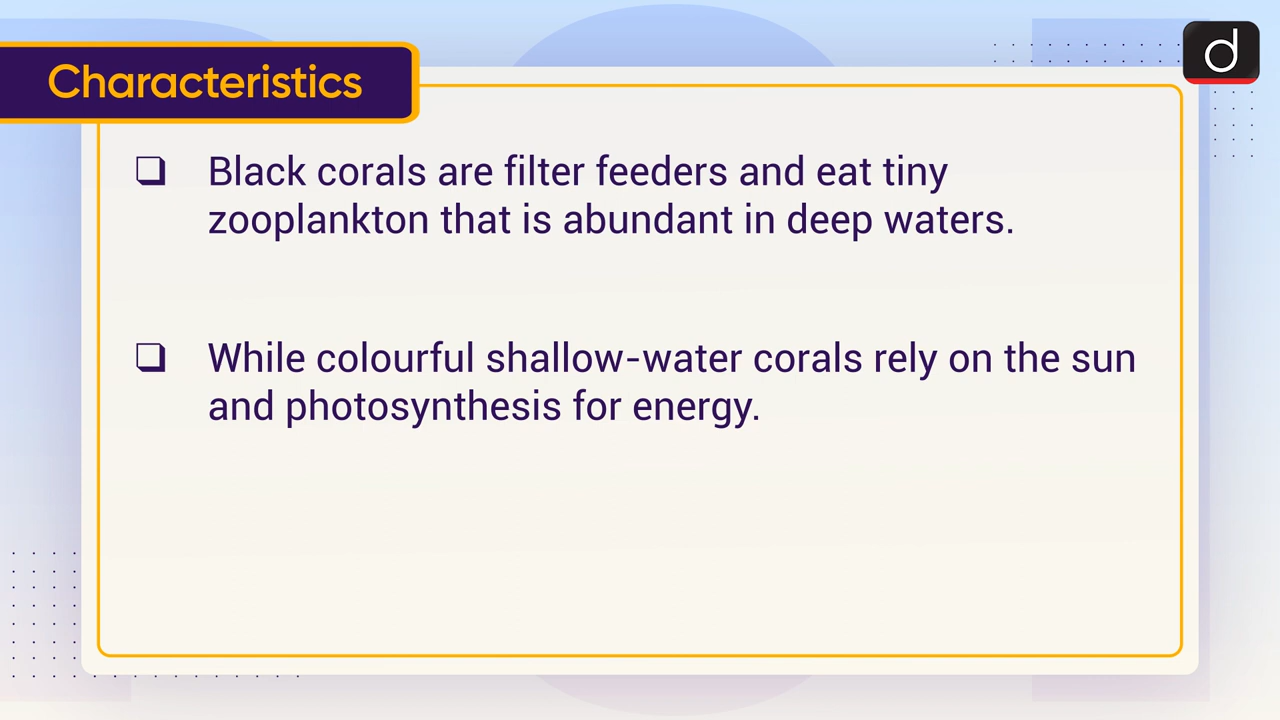 Characteristics
d
❑ Black corals are filter feeders and eat tiny
zooplankton that is abundant in deep waters.
❑ While colourful shallow-water corals rely on the sun
and photosynthesis for energy.